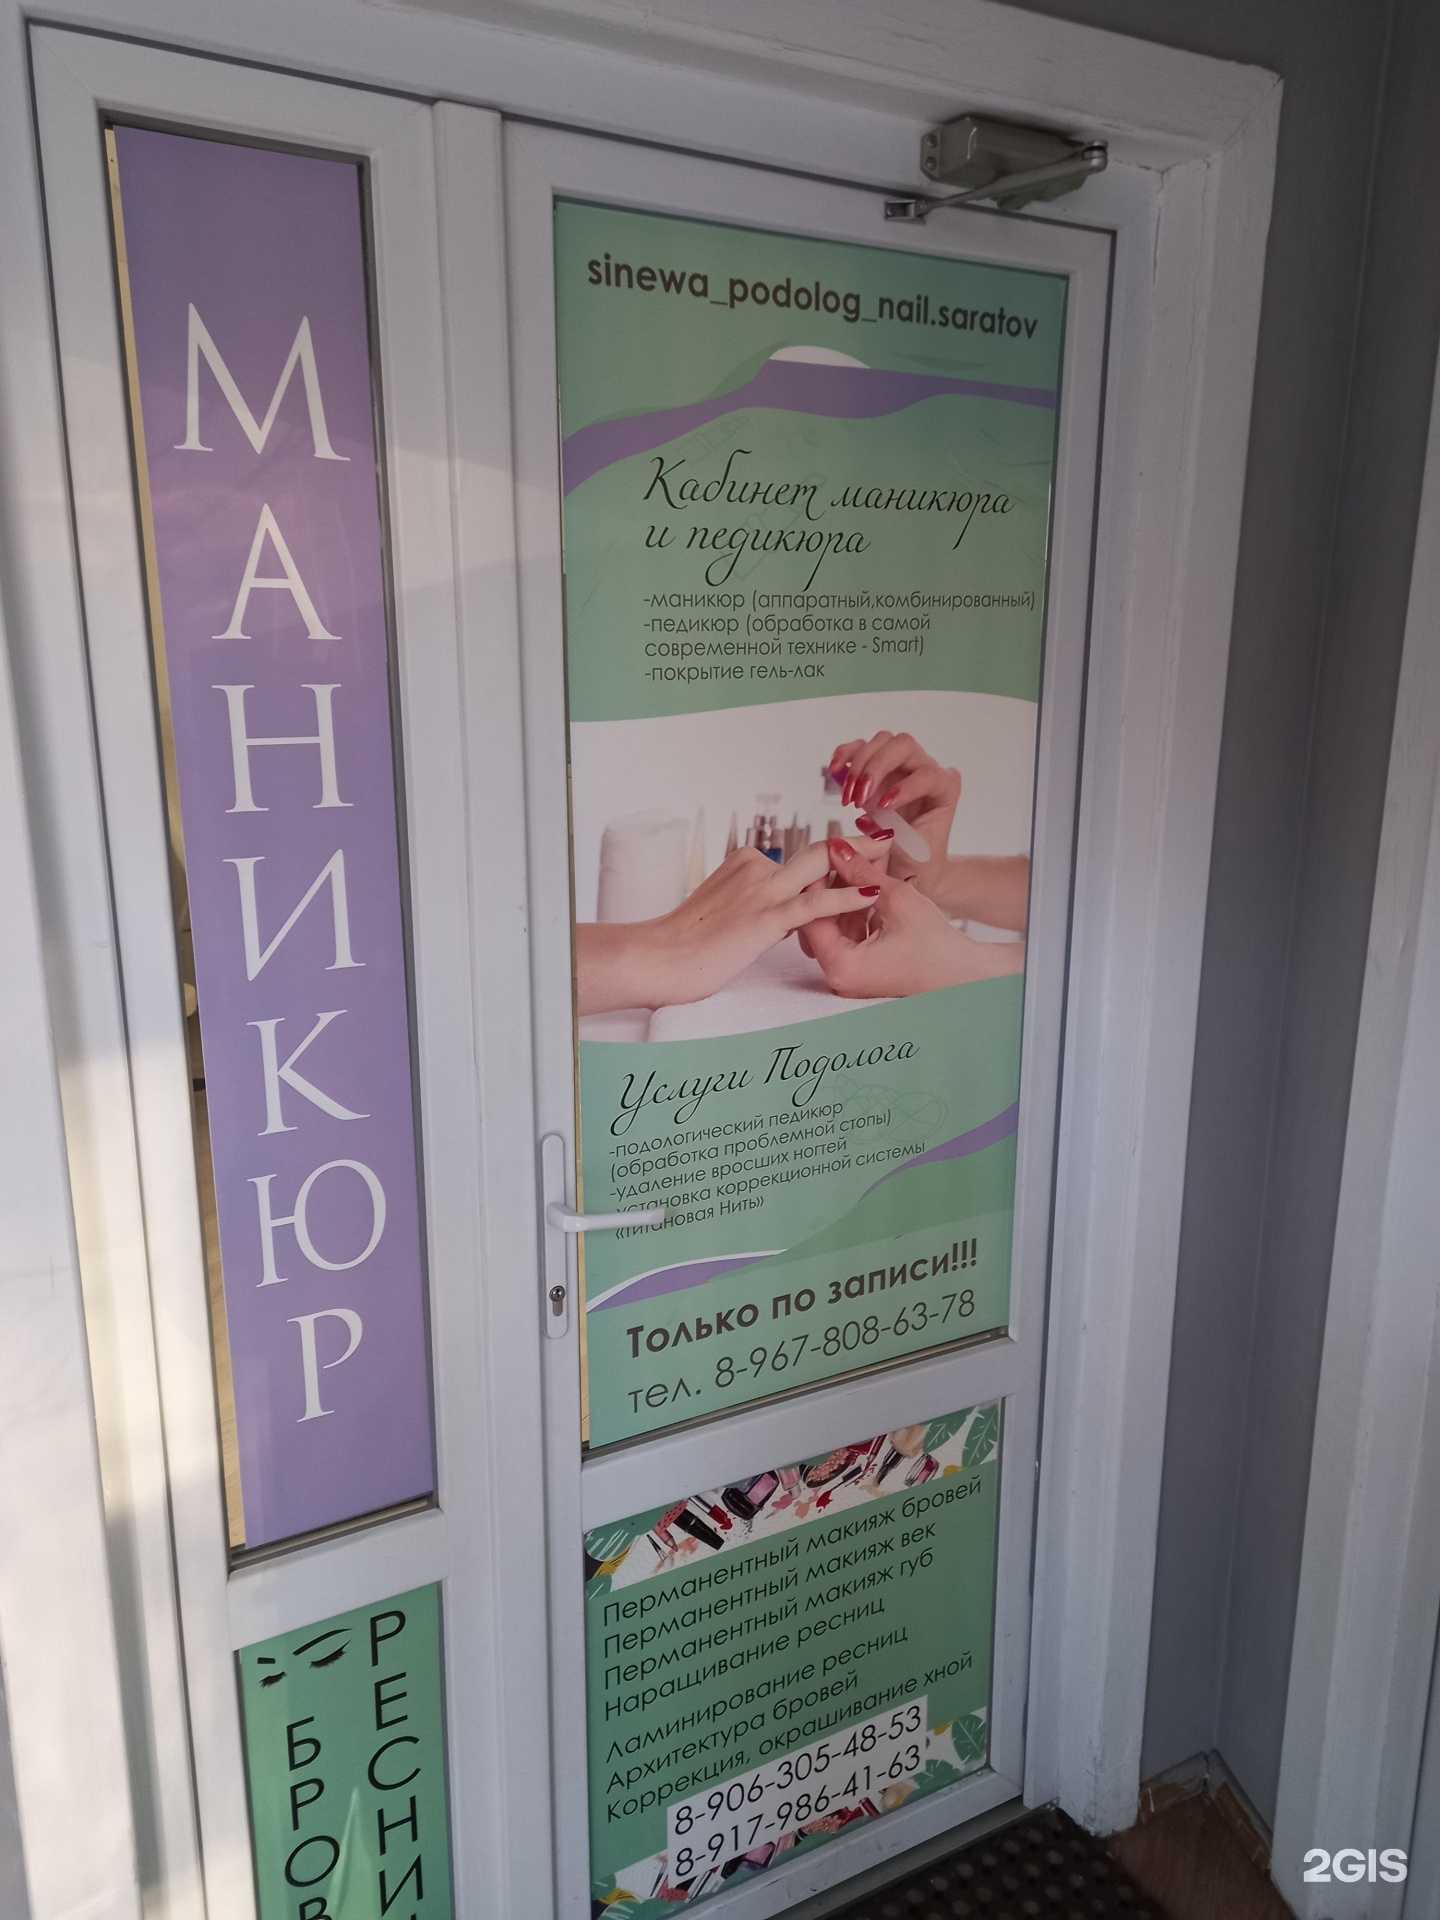 МАНИКЮР
sinewa_podolog_nail.saratov
Кабинет маникюра
и педикюра
-маникюр (аппаратный,комбинированный)
-педикюр (обработка в самой
современной технике - Smart)
-покрытие гель-лак
Услуги Подолога
-подологический педикюр
(обработка проблемной стопы)
-удаление вросших ногтей
установка коррекционной системы
«Титановая Нить»
Только по записи!!!
тел. 8-967-808-63-78
Перманентный макияж бровей
Перманентный макияж век
Перманентный макияж губ
Наращивание ресниц
Ламинирование ресниц
Архитектура бровей
Коррекция, окрашивание хной
8-906-305-48-53
8-917-986-41-63
БРОВ
РЕСНИ
2GIS